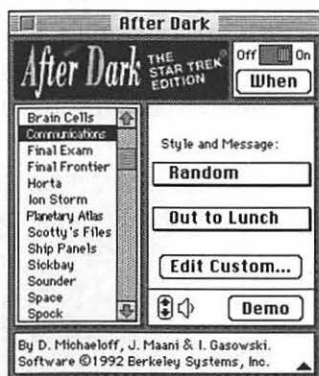 After Dark
After Dark THE
STAR TREK®
EDITION
Off On
When
Brain Cells
Communications
Final Exam
Final Frontier
Horta
Ion Storm
Planetary Atlas
Scotty's Files
Ship Panels
Sickbay
Sounder
Space
Spock
Style and Message:
Random
Out to Lunch
Edit Custom...
Demo
By D. Michaeloff, J. Maani & I. Gasowski.
Software ©1992 Berkeley Systems, Inc.